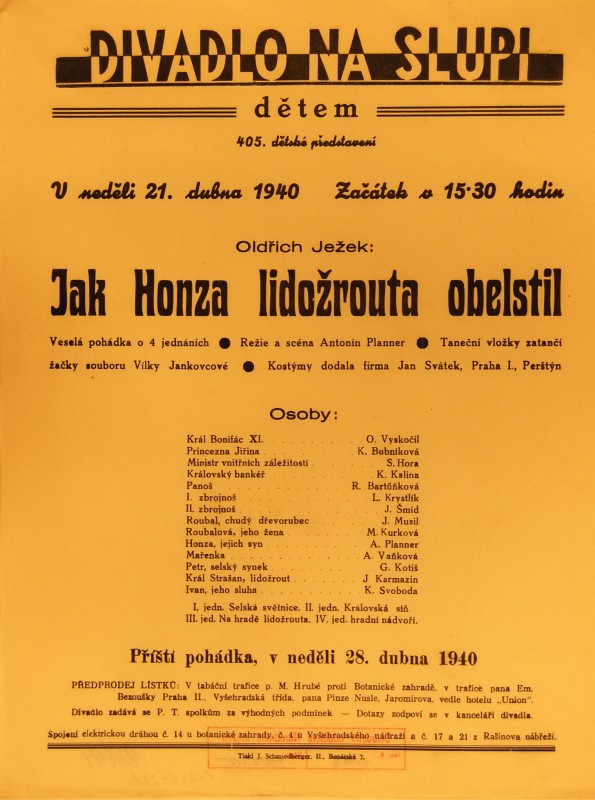 DIVADLO NA SLUPI
dětem
405. dětské představení
V neděli 21. dubna 1940 Začátek v 15·30 hodin
Oldřich Ježek:
Jak Honza lidožrouta obelstil
Veselá pohádka o 4 jednáních ● Režie a scéna Antonín Planner ● Taneční vložky zatančí
žačky souboru Vilky Jankovcové ● Kostýmy dodala firma Jan Svátek, Praha I., Perštýn
Osoby:
Král Bonifác XI. . . . . . . . . . . O. Vyskočil
Princezna Jiřina . . . . . . . . . . K. Bubníková
Ministr vnitřních záležitostí . . . . . . S. Hora
Královský bankéř . . . . . . . . . . K. Kalina
Panoš . . . . . . . . . . . R. Bartůňková
I. zbrojnoš . . . . . . . . . . . L. Krystlík
II. zbrojnoš . . . . . . . . . . . J. Šmíd
Roubal, chudý dřevorubec . . . . . . . J. Musil
Roubalová, jeho žena . . . . . . . . M. Kurková
Honza, jejich syn . . . . . . . . . . A. Planner
Mařenka . . . . . . . . . . . A. Vaňková
Petr, selský synek . . . . . . . . . . G. Kotiš
Král Strašan, lidožrout . . . . . . . . J Karmazin
Ivan, jeho sluha . . . . . . . . . . K. Svoboda
I. jedn. Selská světnice. II. jedn. Královská síň.
III. jed. Na hradě lidožrouta. IV. jed. hradní nádvoří.
Příští pohádka, v neděli 28. dubna 1940
PŘEDPRODEJ LÍSTKŮ: V tabáční trafice p. M. Hrubé proti Botanické zahradě, v trafice pana Em.
Bezoušky Praha II., Vyšehradská třída, pana Pinze Nusle, Jaromírova, vedle hotelu „Union".
Divadlo zadává se P. T. spolkům za výhodných podmínek — Dotazy zodpoví se v kanceláři divadla.
Spojení elektrickou dráhou č. 14 u botanické zahrady, č. 4 u Vyšehradského nádraží a č. 17 a 21 z Rašínova nábřeží.
Tiskl J. Schmiedberger, II., Benátská 7.